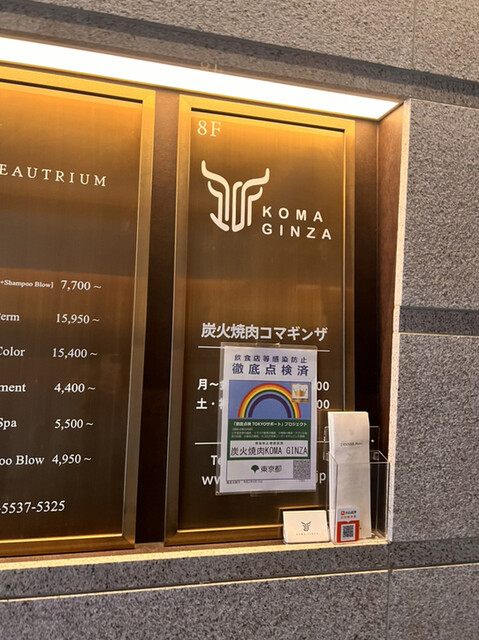 EAUTRIUM
+Shampoo Blow] 7,700～
erm 15,950～
Color 15,400～
ment 4,400～
Spa 5,500～
oo Blow 4,950～
-5537-5325
8F
KOMA
GINZA
炭火焼肉コマギンザ
月～
土・
飲食店等感染防止
徹底点検済
「徹底点検 TOKYOサポート」プロジェクト
炭火焼肉KOMA GINZA
東京都
Te
www.
KOMA GINZA